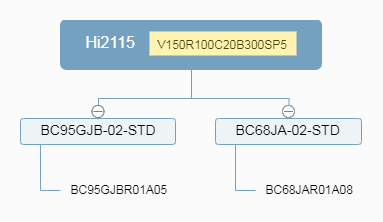 Hi2115 V150R100C20B300SP5
BC95GJB-02-STD BC68JA-02-STD
BC95GJBR01A05 BC68JAR01A08